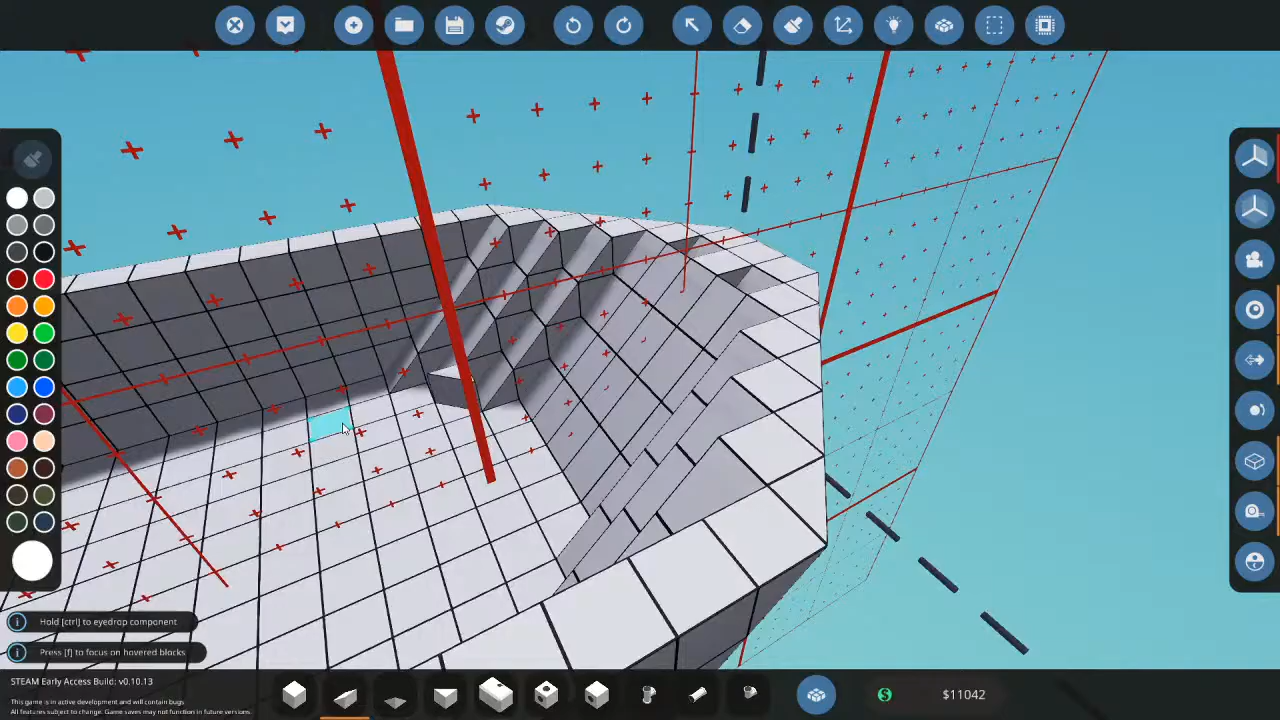 Hold [ctrl] to eyedrop component
Press [f] to focus on hovered blocks
STEAM Early Access Build: v0.10.13
This game is in active development and will contain bugs
All features subject to change. Game saves may not function in future versions.
$11042